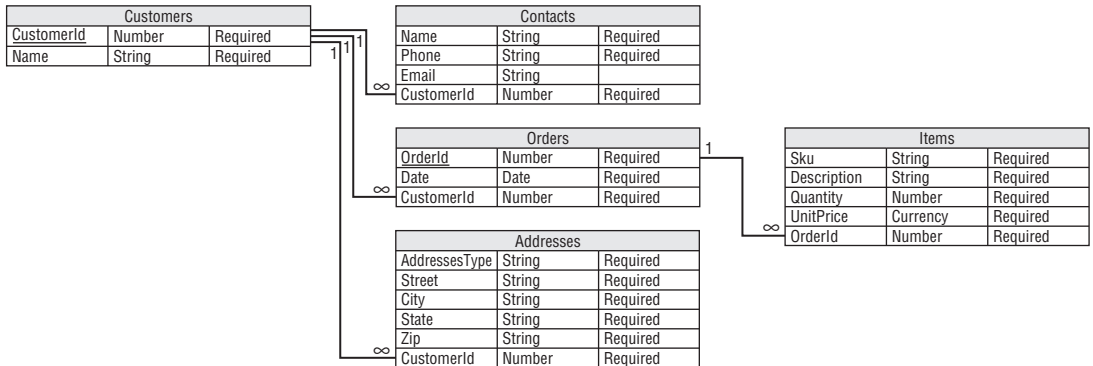 Customers
CustomerId Number Required
Name String Required
1 1 1
Contacts
Name String Required
Phone String Required
Email String
∞ CustomerId Number Required
Orders
OrderId Number Required
Date Date Required
∞ CustomerId Number Required
1
Items
Sku String Required
Description String Required
Quantity Number Required
UnitPrice Currency Required
∞ OrderId Number Required
Addresses
AddressesType String Required
Street String Required
City String Required
State String Required
Zip String Required
∞ CustomerId Number Required